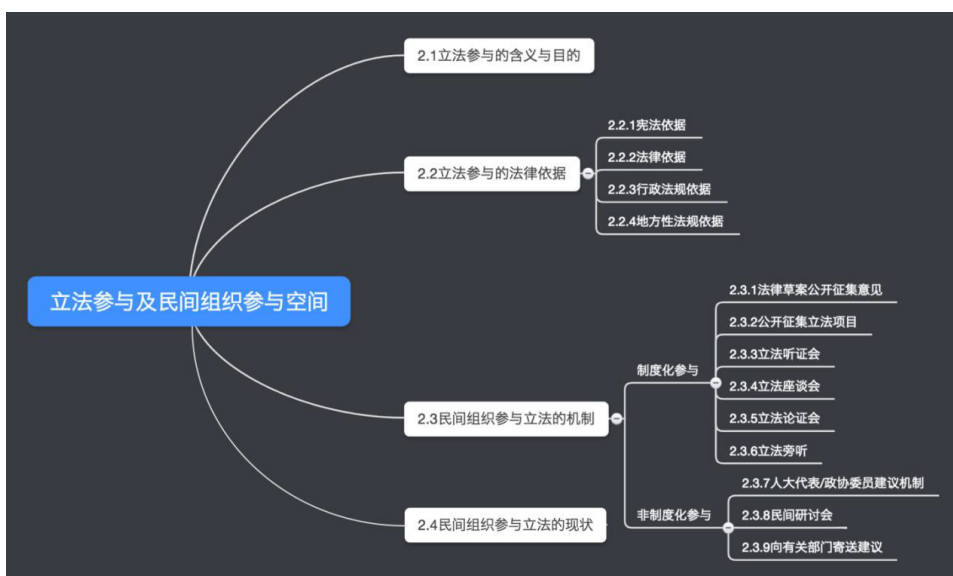 2.1立法参与的含义与目的
2.2立法参与的法律依据
2.2.1宪法依据
2.2.2法律依据
2.2.3行政法规依据
2.2.4地方性法规依据
立法参与及民间组织参与空间
2.3民间组织参与立法的机制
制度化参与
2.3.1法律草案公开征集意见
2.3.2公开征集立法项目
2.3.3立法听证会
2.3.4立法座谈会
2.3.5立法论证会
2.3.6立法旁听
非制度化参与
2.3.7人大代表/政协委员建议机制
2.3.8民间研讨会
2.3.9向有关部门寄送建议
2.4民间组织参与立法的现状